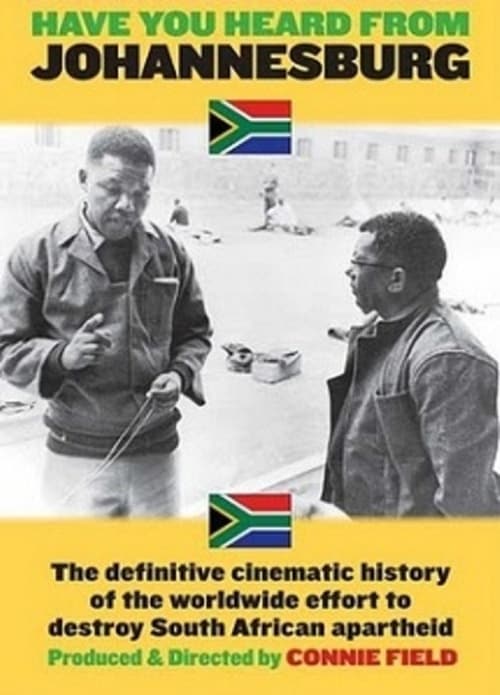 HAVE YOU HEARD FROM
JOHANNESBURG
The definitive cinematic history
of the worldwide effort to
destroy South African apartheid
Produced & Directed by CONNIE FIELD